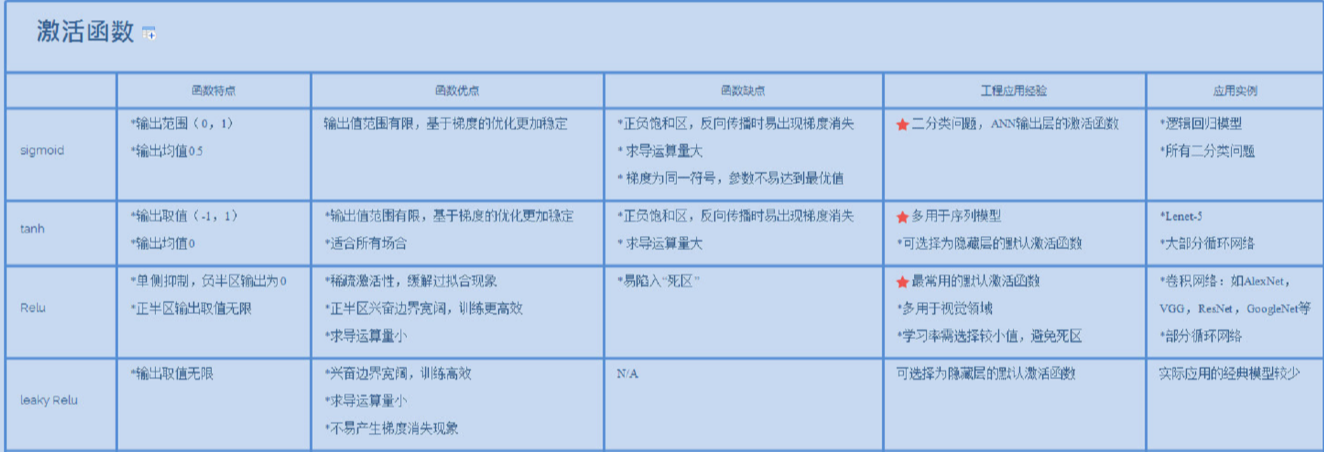 激活函数
函数特点 函数优点 函数缺点 工程应用经验 应用实例
sigmoid
*输出范围（0，1）
*输出均值0.5
输出值范围有限，基于梯度的优化更加稳定
*正负饱和区，反向传播时易出现梯度消失
* 求导运算量大
* 梯度为同一符号，参数不易达到最优值
★二分类问题，ANN输出层的激活函数
*逻辑回归模型
*所有二分类问题
tanh
*输出取值（-1，1）
*输出均值0
*输出值范围有限，基于梯度的优化更加稳定
*适合所有场合
*正负饱和区，反向传播时易出现梯度消失
* 求导运算量大
★多用于序列模型
*可选择为隐藏层的默认激活函数
*Lenet-5
*大部分循环网络
Relu
*单侧抑制，负半区输出为0
*正半区输出取值无限
*稀疏激活性，缓解过拟合现象
*正半区兴奋边界宽阔，训练更高效
*求导运算量小
*易陷入“死区”
★最常用的默认激活函数
*多用于视觉领域
*学习率需选择较小值，避免死区
*卷积网络：如AlexNet，
VGG，ResNet，GoogleNet等
*部分循环网络
leaky Relu
*输出取值无限
*兴奋边界宽阔，训练高效
*求导运算量小
*不易产生梯度消失现象
N/A
可选择为隐藏层的默认激活函数
实际应用的经典模型较少